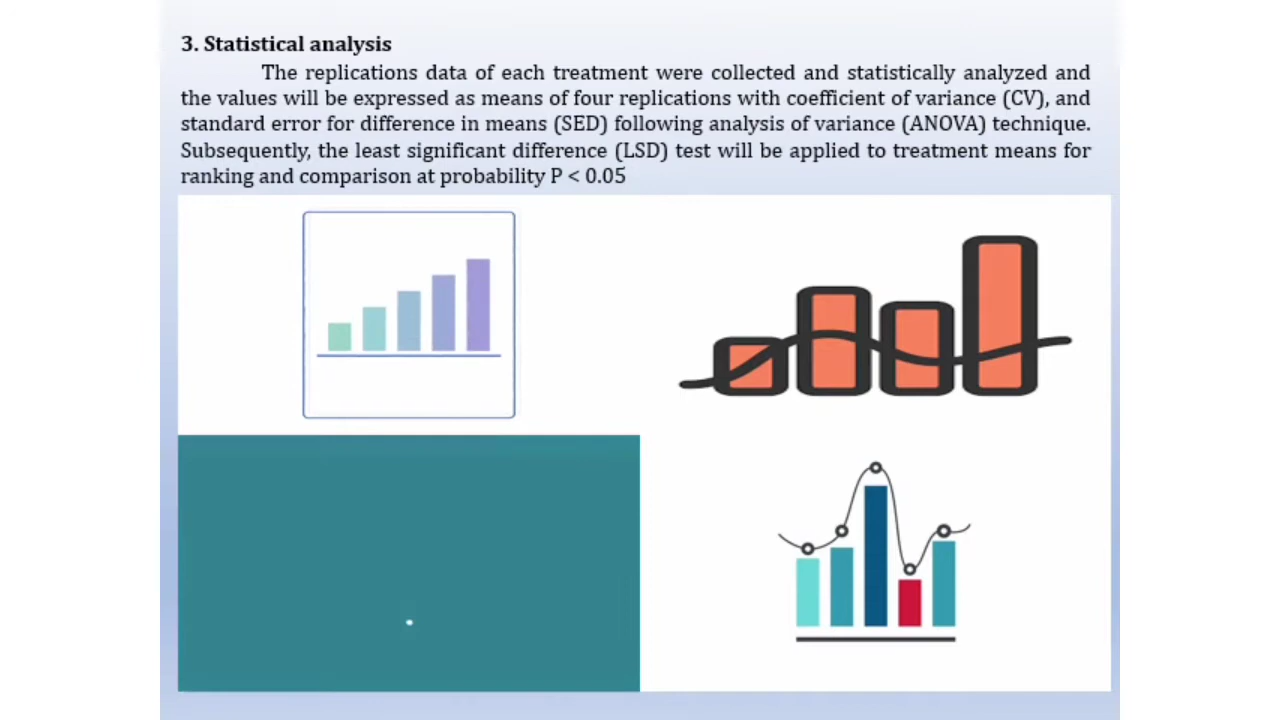 3. Statistical analysis
The replications data of each treatment were collected and statistically analyzed and
the values will be expressed as means of four replications with coefficient of variance (CV), and
standard error for difference in means (SED) following analysis of variance (ANOVA) technique.
Subsequently, the least significant difference (LSD) test will be applied to treatment means for
ranking and comparison at probability P < 0.05